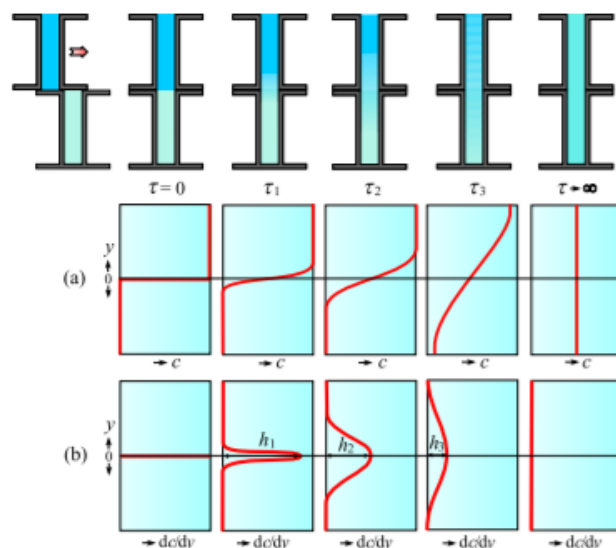 τ = 0 τ₁ τ₂ τ₃ τ → ∞
y
0
(a)
→ c → c → c → c → c
y
0
(b)
h₁ h₂ h₃
→ dc/dy → dc/dy → dc/dy → dc/dy → dc/dy